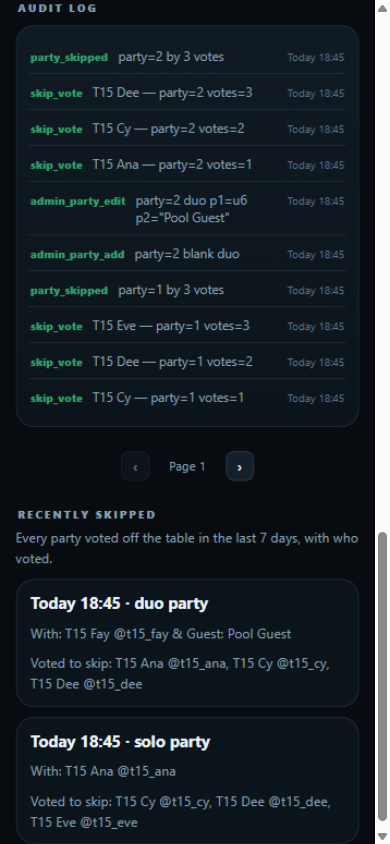 AUDIT LOG
party_skipped party=2 by 3 votes Today 18:45
skip_vote T15 Dee — party=2 votes=3 Today 18:45
skip_vote T15 Cy — party=2 votes=2 Today 18:45
skip_vote T15 Ana — party=2 votes=1 Today 18:45
admin_party_edit party=2 duo p1=u6 Today 18:45
p2="Pool Guest"
admin_party_add party=2 blank duo Today 18:45
party_skipped party=1 by 3 votes Today 18:45
skip_vote T15 Eve — party=1 votes=3 Today 18:45
skip_vote T15 Dee — party=1 votes=2 Today 18:45
skip_vote T15 Cy — party=1 votes=1 Today 18:45
‹ Page 1 ›
RECENTLY SKIPPED
Every party voted off the table in the last 7 days, with who
voted.
Today 18:45 · duo party
With: T15 Fay @t15_fay & Guest: Pool Guest
Voted to skip: T15 Ana @t15_ana, T15 Cy @t15_cy,
T15 Dee @t15_dee
Today 18:45 · solo party
With: T15 Ana @t15_ana
Voted to skip: T15 Cy @t15_cy, T15 Dee @t15_dee,
T15 Eve @t15_eve